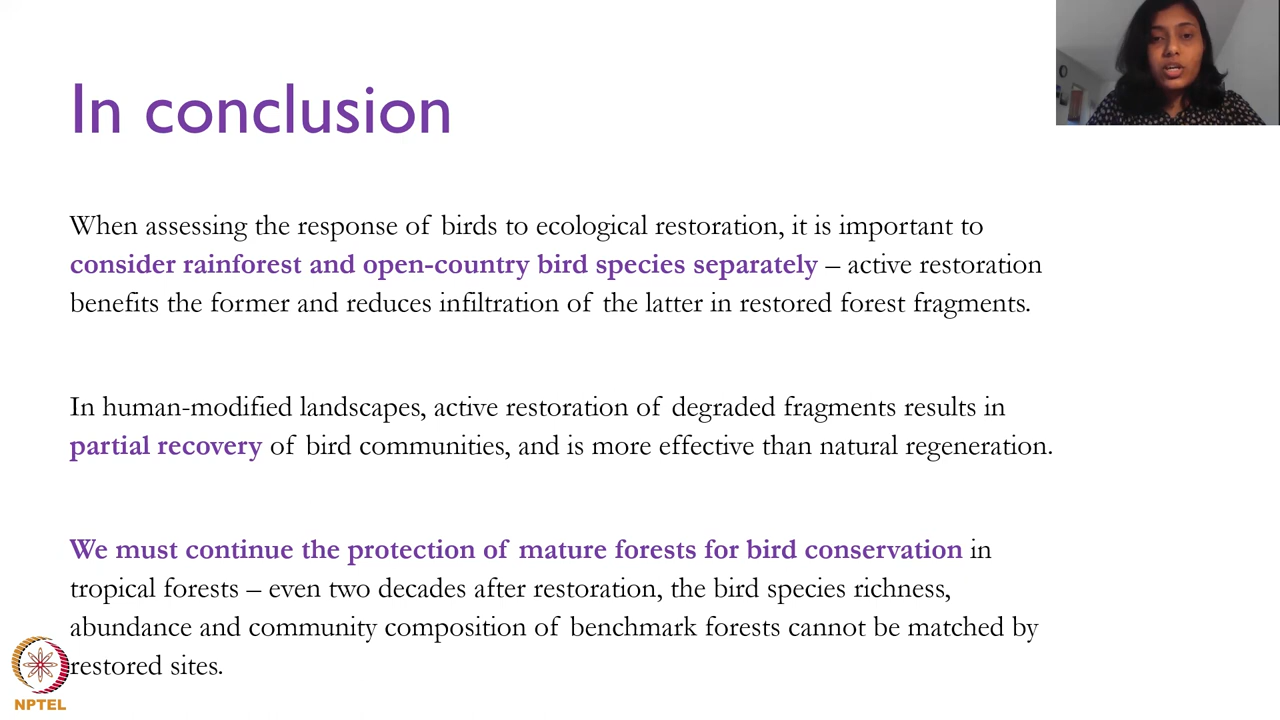 In conclusion
When assessing the response of birds to ecological restoration, it is important to
consider rainforest and open-country bird species separately – active restoration
benefits the former and reduces infiltration of the latter in restored forest fragments.
In human-modified landscapes, active restoration of degraded fragments results in
partial recovery of bird communities, and is more effective than natural regeneration.
We must continue the protection of mature forests for bird conservation in
tropical forests – even two decades after restoration, the bird species richness,
abundance and community composition of benchmark forests cannot be matched by
restored sites.
NPTEL